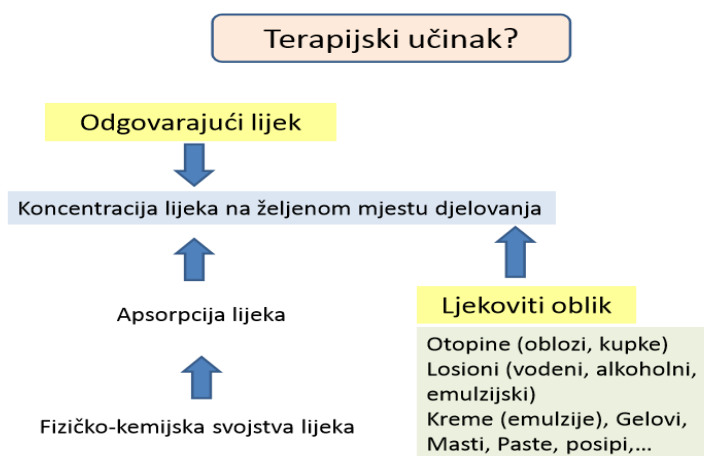 Terapijski učinak?
Odgovarajući lijek
Koncentracija lijeka na željenom mjestu djelovanja
Apsorpcija lijeka
Fizičko-kemijska svojstva lijeka
Ljekoviti oblik
Otopine (oblozi, kupke)
Losioni (vodeni, alkoholni,
emulzijski)
Kreme (emulzije), Gelovi,
Masti, Paste, posipi,...